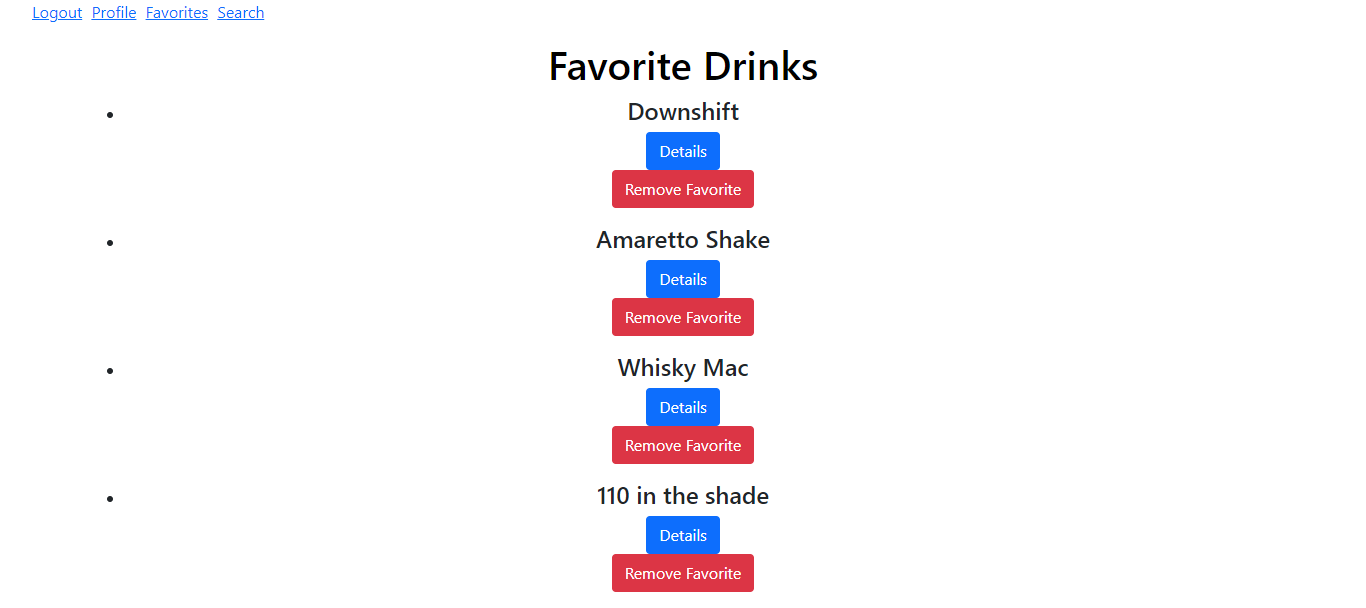 Logout Profile Favorites Search
Favorite Drinks
Downshift
Details
Remove Favorite
Amaretto Shake
Details
Remove Favorite
Whisky Mac
Details
Remove Favorite
110 in the shade
Details
Remove Favorite